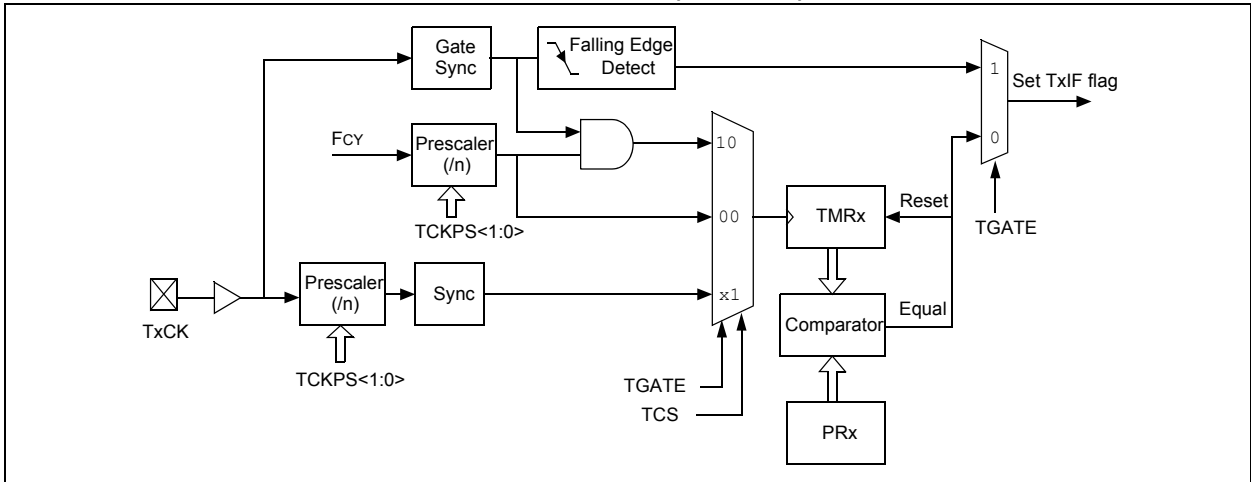 Gate
Sync
Falling Edge
Detect
1
Set TxIF flag
0
TGATE
FCY
Prescaler
(/n)
TCKPS<1:0>
10
00
x1
TMRx
Reset
TxCK
Prescaler
(/n)
Sync
TCKPS<1:0>
Comparator
Equal
TGATE
TCS
PRx